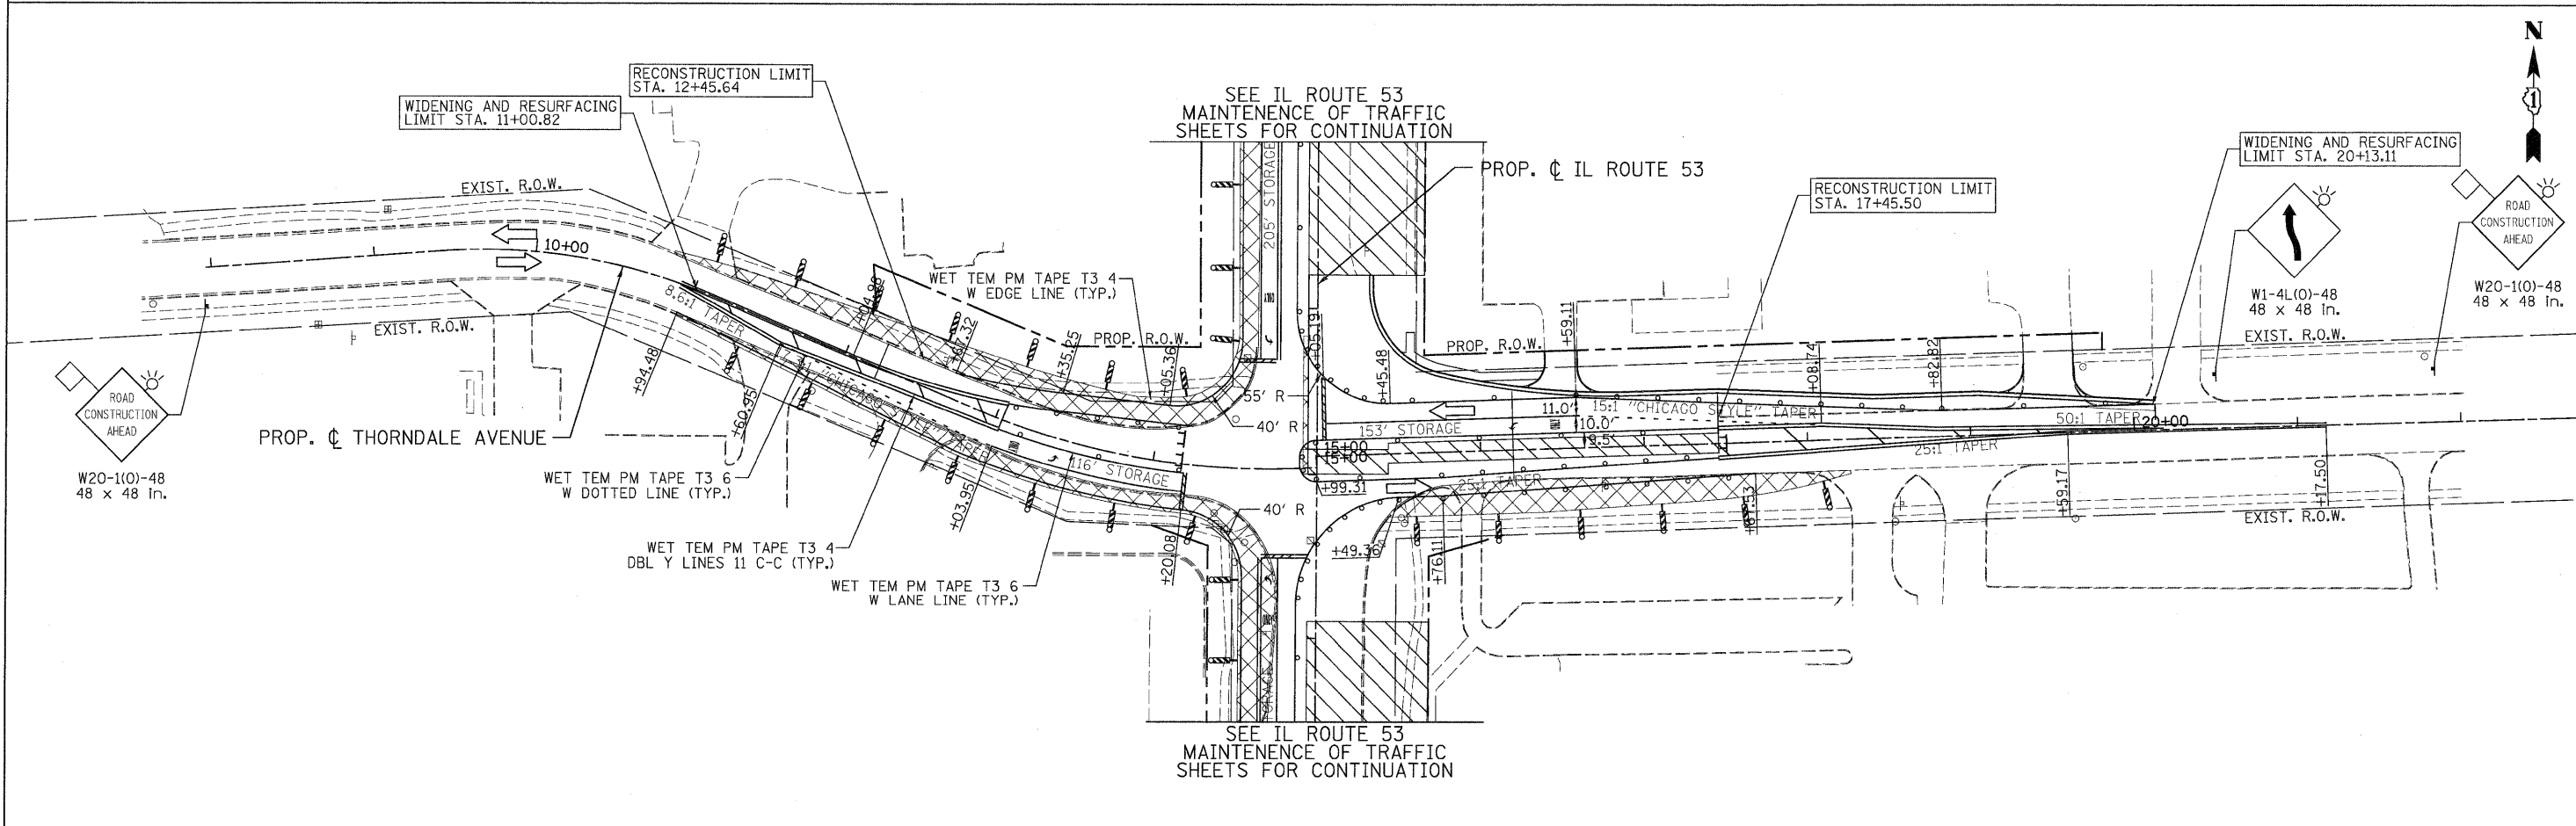 N
1
RECONSTRUCTION LIMIT
STA. 12+45.64
WIDENING AND RESURFACING
LIMIT STA. 11+00.82
SEE IL ROUTE 53
MAINTENENCE OF TRAFFIC
SHEETS FOR CONTINUATION
WIDENING AND RESURFACING
LIMIT STA. 20+13.11
PROP. ℄ IL ROUTE 53
RECONSTRUCTION LIMIT
STA. 17+45.50
ROAD
CONSTRUCTION
AHEAD
W20-1(O)-48
48 x 48 in.
W1-4L(O)-48
48 x 48 in.
EXIST. R.O.W.
EXIST. R.O.W.
10+00
205' STORAGE
ONLY
WET TEM PM TAPE T3 4
W EDGE LINE (TYP.)
8.6:1 TAPER
EXIST. R.O.W.
+67.32
+35.25
+05.36
PROP. R.O.W.
+05.19
+59.11
PROP. R.O.W.
+45.48
+08.74
+82.82
+94.48
+60.95
"CHICAGO STYLE" TAPER
55' R
40' R
11.0'
15:1 "CHICAGO STYLE" TAPER
10.0'
9.5'
153' STORAGE
50:1 TAPER
20+00
25:1 TAPER
15+00
15+00
+99.31
25:1 TAPER
ROAD
CONSTRUCTION
AHEAD
W20-1(O)-48
48 x 48 in.
PROP. ℄ THORNDALE AVENUE
116' STORAGE
WET TEM PM TAPE T3 6
W DOTTED LINE (TYP.)
+03.95
40' R
+59.17
+17.50
EXIST. R.O.W.
WET TEM PM TAPE T3 4
DBL Y LINES 11 C-C (TYP.)
+20.08
+49.36
+76.11
WET TEM PM TAPE T3 6
W LANE LINE (TYP.)
SEE IL ROUTE 53
MAINTENENCE OF TRAFFIC
SHEETS FOR CONTINUATION